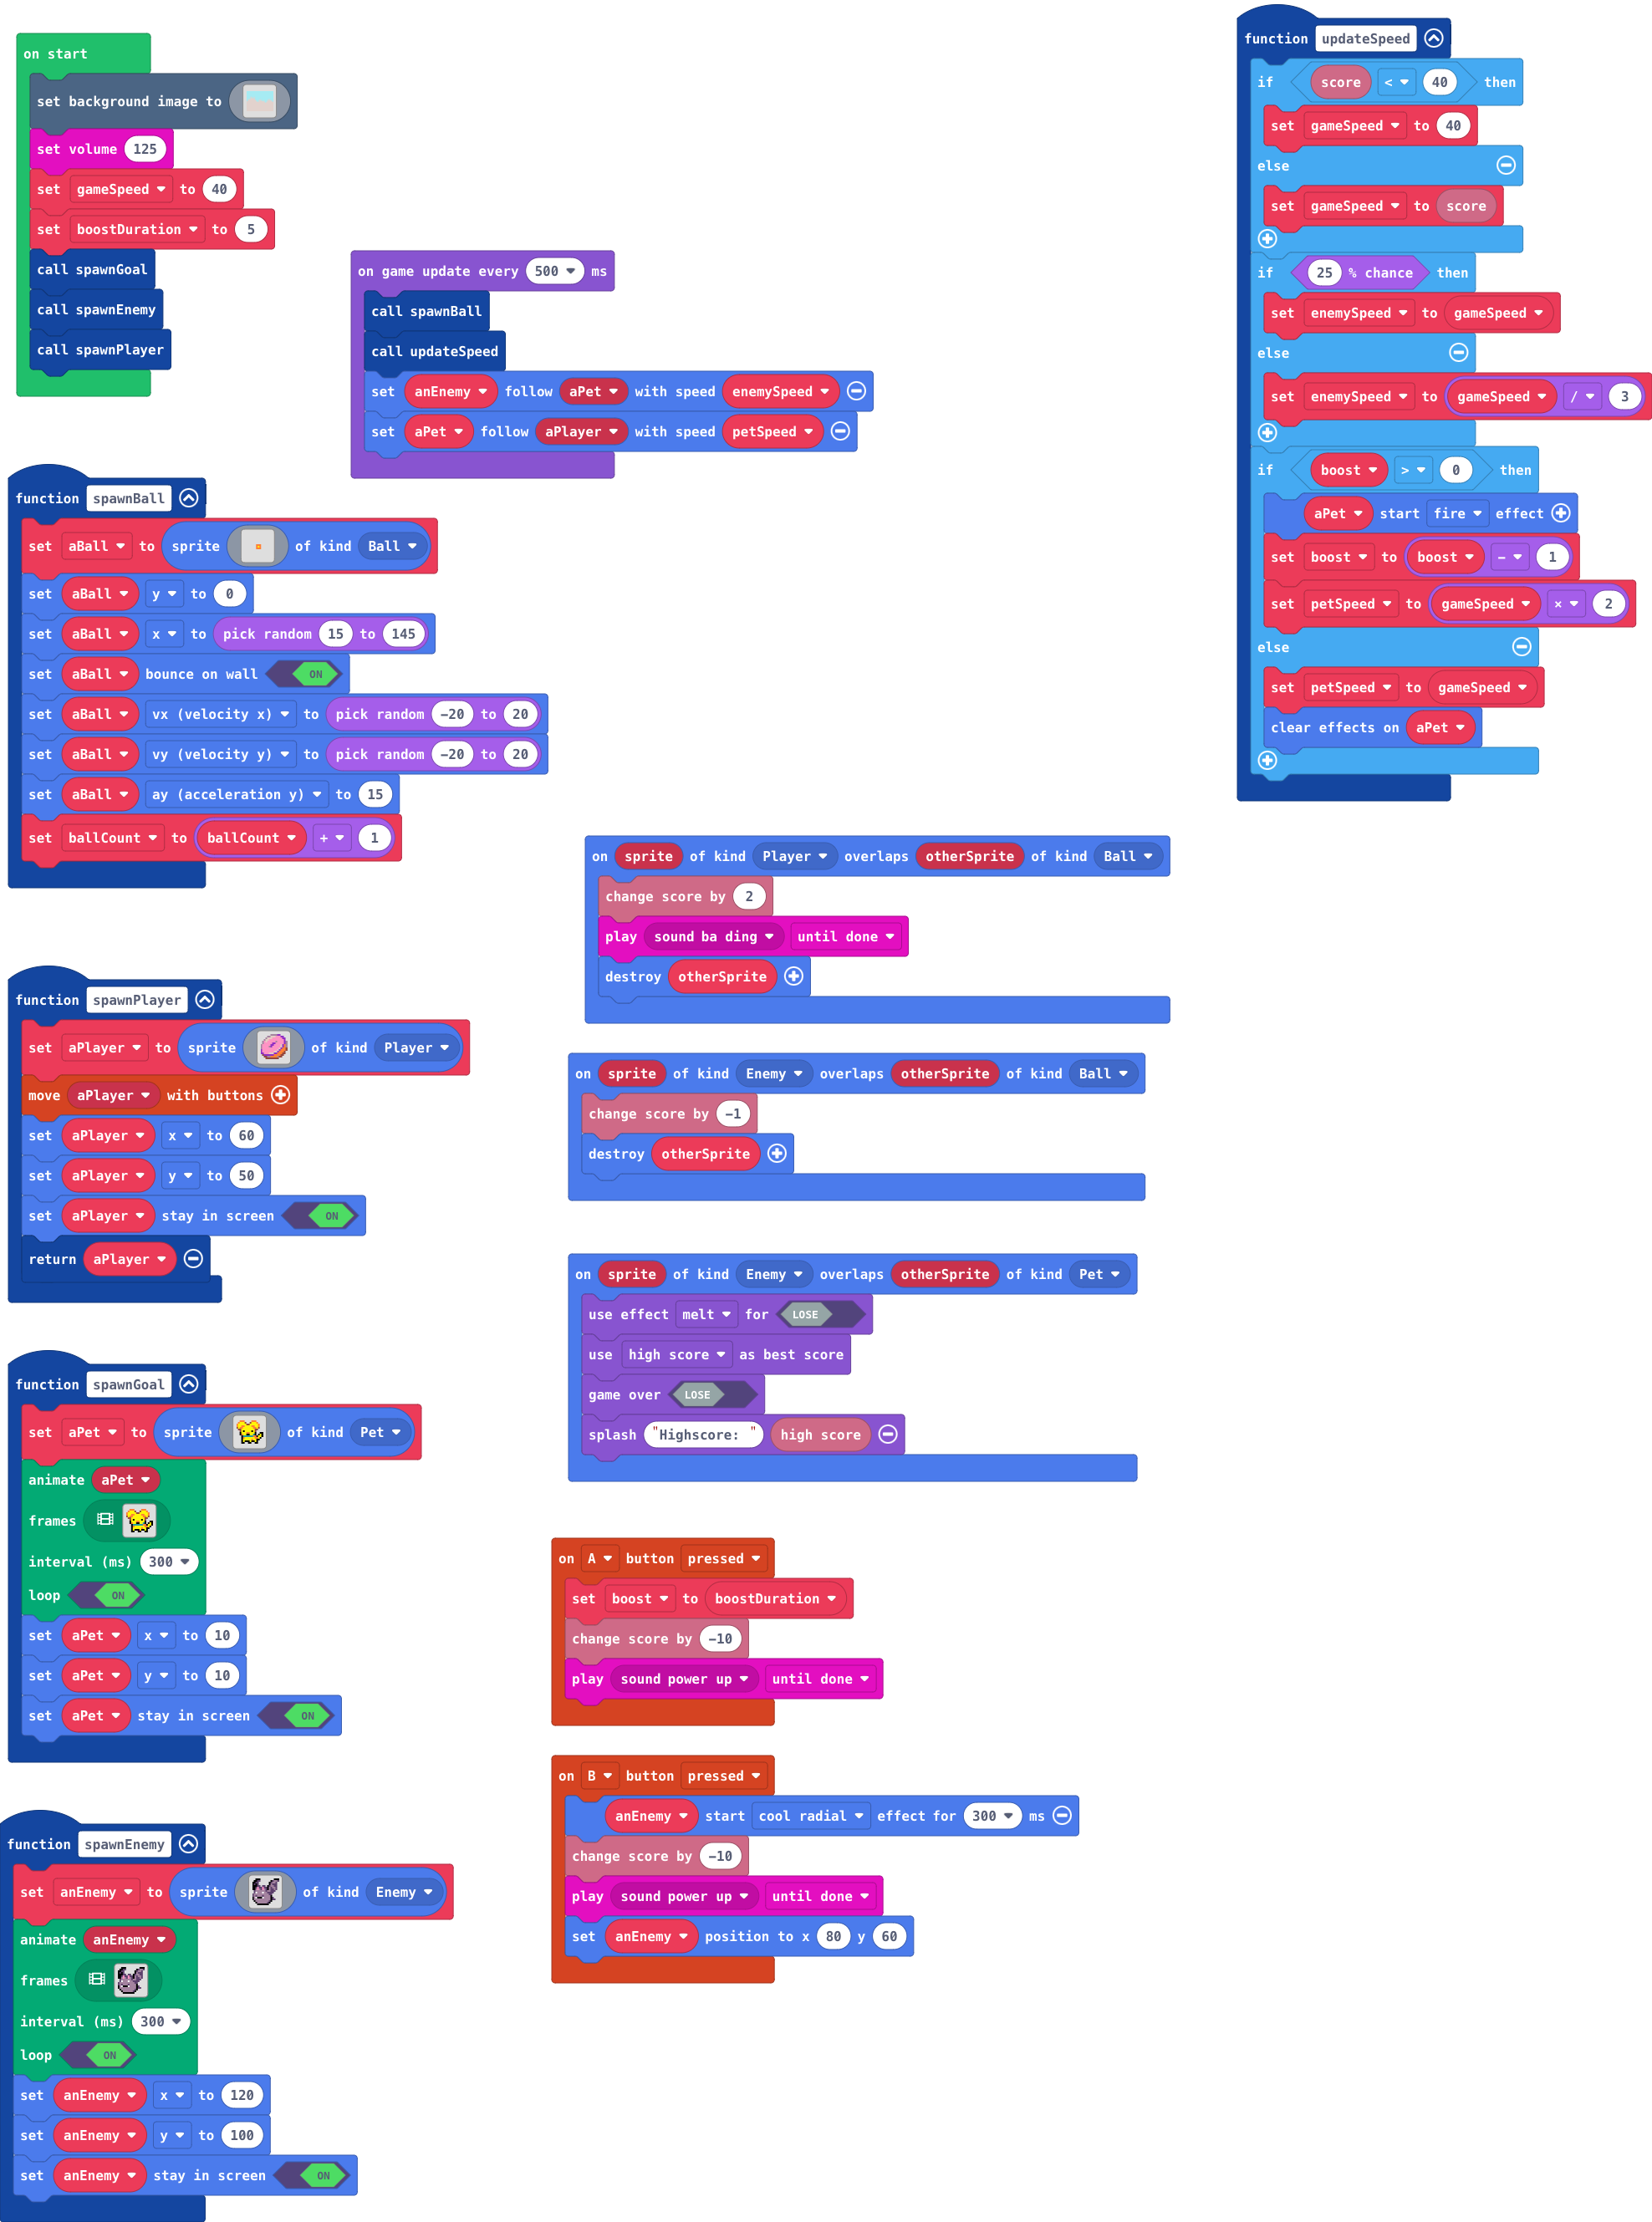 on start
set background image to
set volume 125
set gameSpeed to 40
set boostDuration to 5
call spawnGoal
call spawnEnemy
call spawnPlayer
on game update every 500 ms
call spawnBall
call updateSpeed
set anEnemy follow aPet with speed enemySpeed
set aPet follow aPlayer with speed petSpeed
function spawnBall
set aBall to sprite of kind Ball
set aBall y to 0
set aBall x to pick random 15 to 145
set aBall bounce on wall ON
set aBall vx (velocity x) to pick random -20 to 20
set aBall vy (velocity y) to pick random -20 to 20
set aBall ay (acceleration y) to 15
set ballCount to ballCount + 1
function spawnPlayer
set aPlayer to sprite of kind Player
move aPlayer with buttons
set aPlayer x to 60
set aPlayer y to 50
set aPlayer stay in screen ON
return aPlayer
function spawnGoal
set aPet to sprite of kind Pet
animate aPet
frames
interval (ms) 300
loop ON
set aPet x to 10
set aPet y to 10
set aPet stay in screen ON
function spawnEnemy
set anEnemy to sprite of kind Enemy
animate anEnemy
frames
interval (ms) 300
loop ON
set anEnemy x to 120
set anEnemy y to 100
set anEnemy stay in screen ON
on sprite of kind Player overlaps otherSprite of kind Ball
change score by 2
play sound ba ding until done
destroy otherSprite
on sprite of kind Enemy overlaps otherSprite of kind Ball
change score by -1
destroy otherSprite
on sprite of kind Enemy overlaps otherSprite of kind Pet
use effect melt for LOSE
use high score as best score
game over LOSE
splash "Highscore: " high score
on A button pressed
set boost to boostDuration
change score by -10
play sound power up until done
on B button pressed
anEnemy start cool radial effect for 300 ms
change score by -10
play sound power up until done
set anEnemy position to x 80 y 60
function updateSpeed
if score < 40 then
set gameSpeed to 40
else
set gameSpeed to score
if 25 % chance then
set enemySpeed to gameSpeed
else
set enemySpeed to gameSpeed / 3
if boost > 0 then
aPet start fire effect
set boost to boost - 1
set petSpeed to gameSpeed × 2
else
set petSpeed to gameSpeed
clear effects on aPet